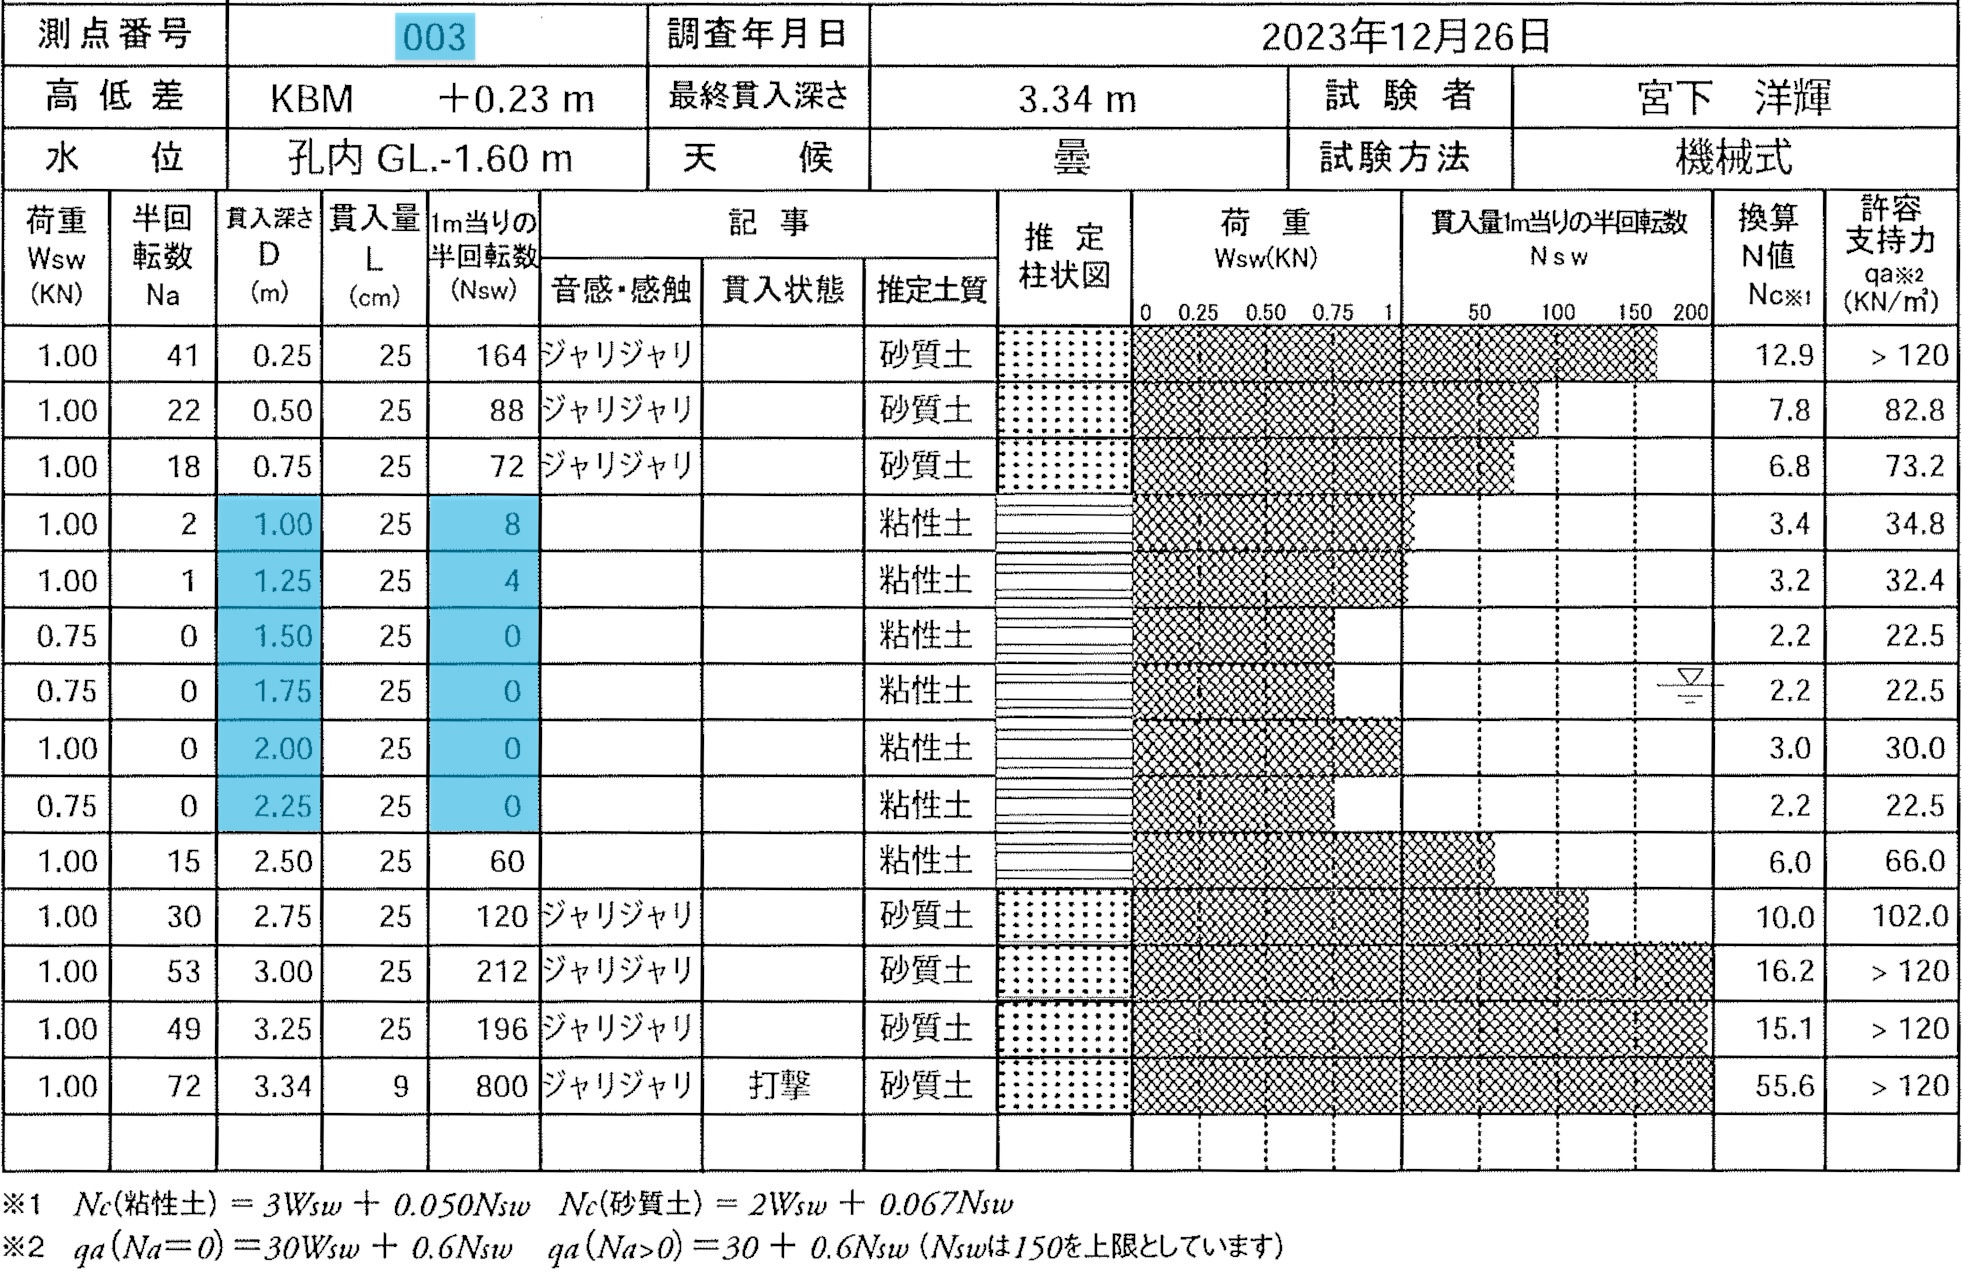 測点番号 003 調査年月日 2023年12月26日
高低差 KBM +0.23 m 最終貫入深さ 3.34 m 試験者 宮下 洋輝
水位 孔内 GL.-1.60 m 天候 曇 試験方法 機械式
荷重 Wsw (KN) 半回転数 Na 貫入深さ D (m) 貫入量 L (cm) 1m当りの半回転数 (Nsw) 記事 音感・感触 貫入状態 推定土質 推定柱状図 荷重 Wsw(KN) 0 0.25 0.50 0.75 1 貫入量1m当りの半回転数 Nsw 50 100 150 200 換算N値 Nc※1 許容支持力 qa※2 (KN/㎡)
1.00 41 0.25 25 164 ジャリジャリ 砂質土 12.9 > 120
1.00 22 0.50 25 88 ジャリジャリ 砂質土 7.8 82.8
1.00 18 0.75 25 72 ジャリジャリ 砂質土 6.8 73.2
1.00 2 1.00 25 8 粘性土 3.4 34.8
1.00 1 1.25 25 4 粘性土 3.2 32.4
0.75 0 1.50 25 0 粘性土 2.2 22.5
0.75 0 1.75 25 0 粘性土 2.2 22.5
1.00 0 2.00 25 0 粘性土 3.0 30.0
0.75 0 2.25 25 0 粘性土 2.2 22.5
1.00 15 2.50 25 60 粘性土 6.0 66.0
1.00 30 2.75 25 120 ジャリジャリ 砂質土 10.0 102.0
1.00 53 3.00 25 212 ジャリジャリ 砂質土 16.2 > 120
1.00 49 3.25 25 196 ジャリジャリ 砂質土 15.1 > 120
1.00 72 3.34 9 800 ジャリジャリ 打撃 砂質土 55.6 > 120
※1 Nc(粘性土) = 3Wsw + 0.050Nsw Nc(砂質土) = 2Wsw + 0.067Nsw
※2 qa(Na=0) =30Wsw + 0.6Nsw qa(Na>0) =30 + 0.6Nsw (Nswは150を上限としています)